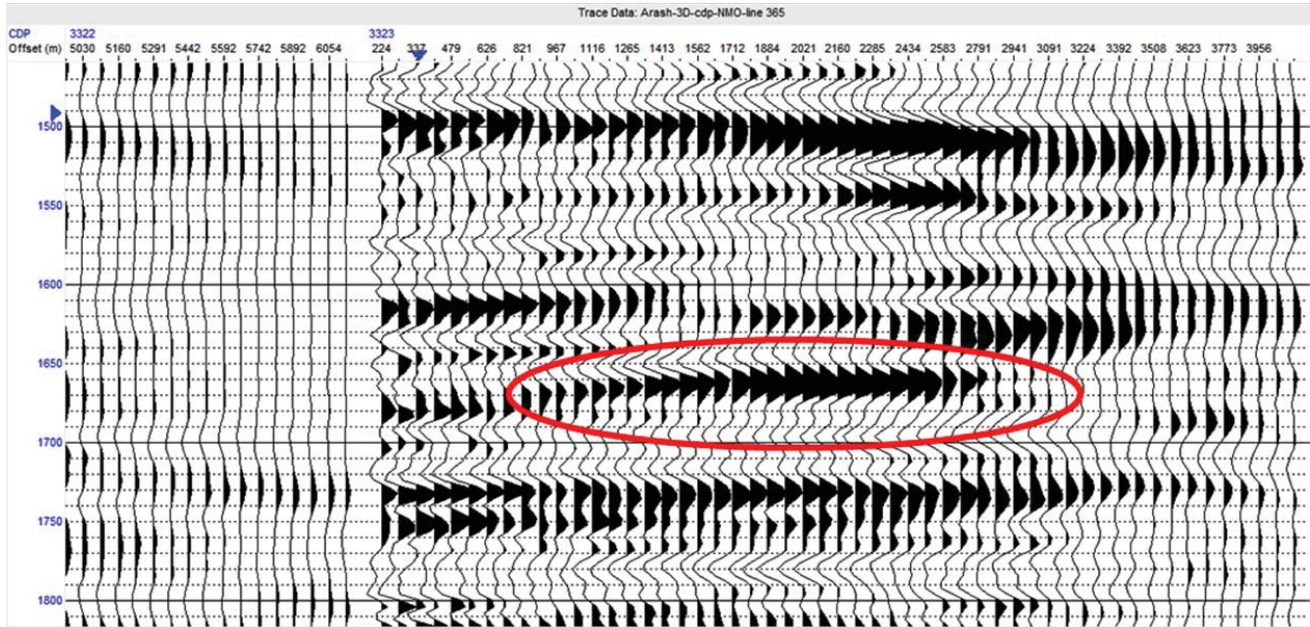 Trace Data: Arash-3D-cdp-NMO-line 365
CDP 3322 3323
Offset (m) 5030 5160 5291 5442 5592 5742 5892 6054 224 337 479 626 821 967 1116 1265 1413 1562 1712 1884 2021 2160 2285 2434 2583 2791 2941 3091 3224 3392 3508 3623 3773 3956
1500
1550
1600
1650
1700
1750
1800